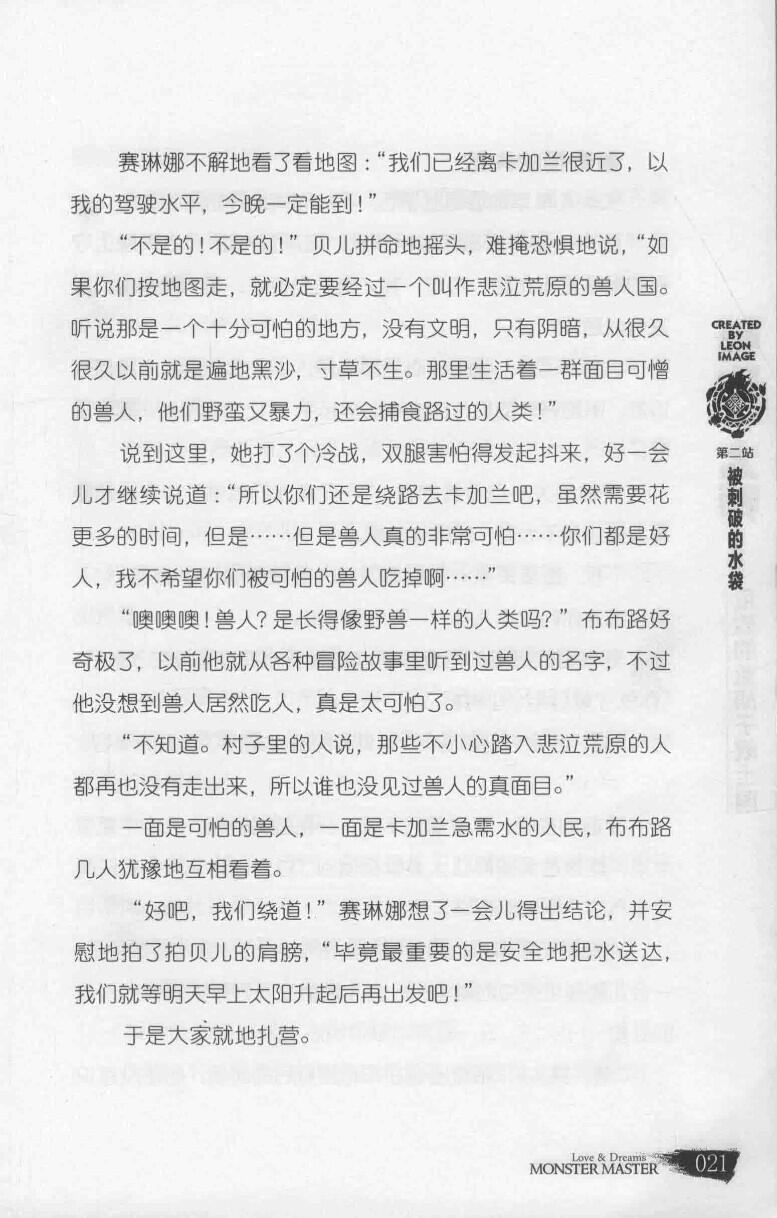 赛琳娜不解地看了看地图：“我们已经离卡加兰很近了，以
我的驾驶水平，今晚一定能到！”
“不是的！不是的！”贝儿拼命地摇头，难掩恐惧地说，“如
果你们按地图走，就必定要经过一个叫作悲泣荒原的兽人国。
听说那是一个十分可怕的地方，没有文明，只有阴暗，从很久
很久以前就是遍地黑沙，寸草不生。那里生活着一群面目可憎
的兽人，他们野蛮又暴力，还会捕食路过的人类！”
说到这里，她打了个冷战，双腿害怕得发起抖来，好一会
儿才继续说道：“所以你们还是绕路去卡加兰吧，虽然需要花
更多的时间，但是……但是兽人真的非常可怕……你们都是好
人，我不希望你们被可怕的兽人吃掉啊……”
“噢噢噢！兽人？是长得像野兽一样的人类吗？”布布路好
奇极了，以前他就从各种冒险故事里听到过兽人的名字，不过
他没想到兽人居然吃人，真是太可怕了。
“不知道。村子里的人说，那些不小心踏入悲泣荒原的人
都再也没有走出来，所以谁也没见过兽人的真面目。”
一面是可怕的兽人，一面是卡加兰急需水的人民，布布路
几人犹豫地互相看着。
“好吧，我们绕道！”赛琳娜想了一会儿得出结论，并安
慰地拍了拍贝儿的肩膀，“毕竟最重要的是安全地把水送达，
我们就等明天早上太阳升起后再出发吧！”
于是大家就地扎营。
CREATED
BY
LEON
IMAGE
第二站
被刺破的水袋
Love & Dreams
MONSTER MASTER
021